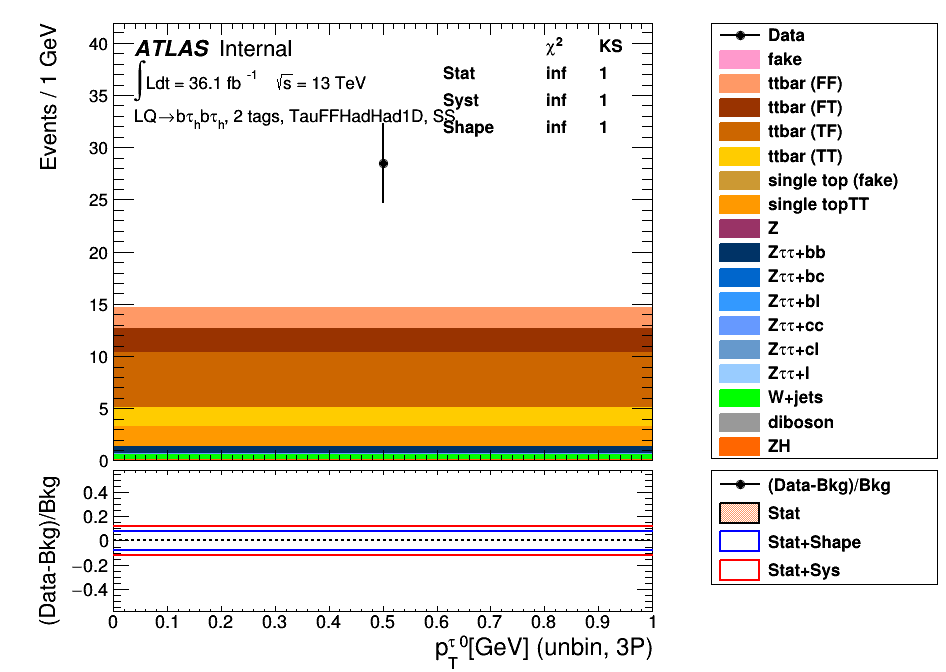 Events / 1 GeV
40
35
30
25
20
15
10
5
0
ATLAS Internal
∫Ldt = 36.1 fb⁻¹ √s = 13 TeV
LQ→bτₕbτₕ, 2 tags, TauFFHadHad1D, SS
χ² KS
Stat inf 1
Syst inf 1
Shape inf 1
Data
fake
ttbar (FF)
ttbar (FT)
ttbar (TF)
ttbar (TT)
single top (fake)
single topTT
Z
Zττ+bb
Zττ+bc
Zττ+bl
Zττ+cc
Zττ+cl
Zττ+l
W+jets
diboson
ZH
(Data-Bkg)/Bkg
0.4
0.2
0
−0.2
−0.4
0 0.1 0.2 0.3 0.4 0.5 0.6 0.7 0.8 0.9 1
p_T^{τ 0}[GeV] (unbin, 3P)
(Data-Bkg)/Bkg
Stat
Stat+Shape
Stat+Sys